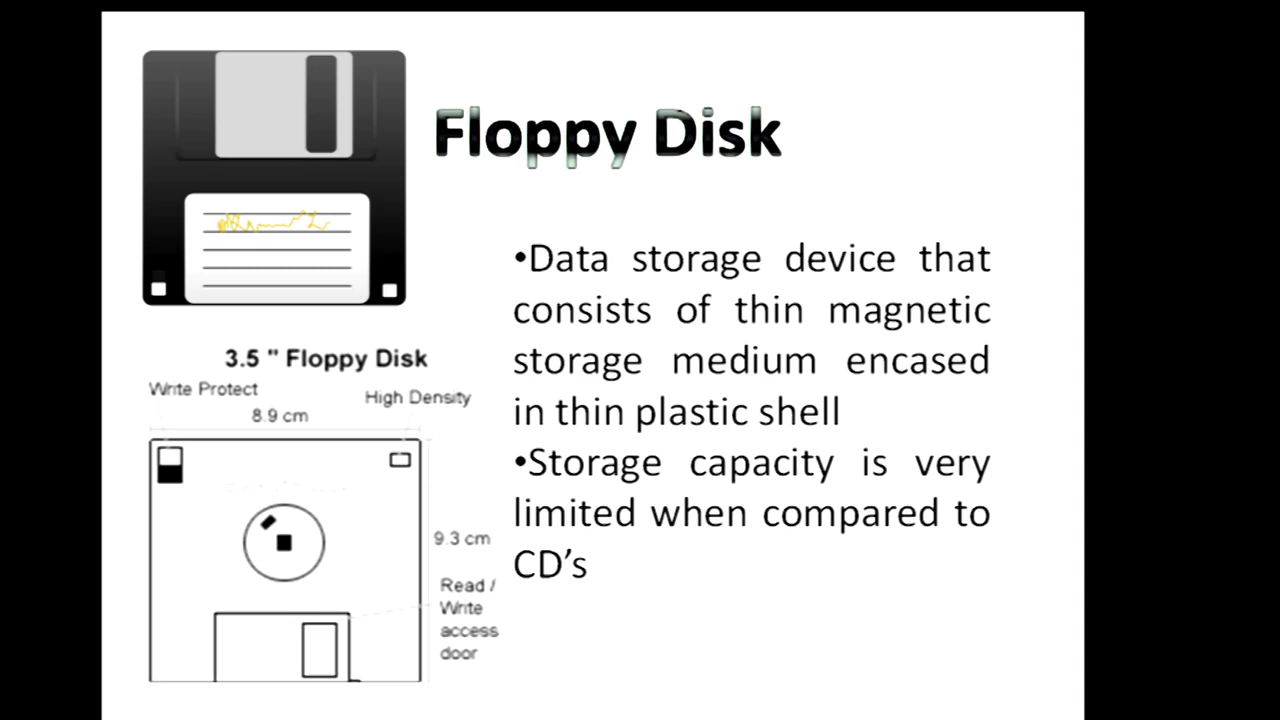 Floppy Disk
•Data storage device that
consists of thin magnetic
storage medium encased
in thin plastic shell
•Storage capacity is very
limited when compared to
CD’s
3.5 " Floppy Disk
Write Protect
High Density
8.9 cm
9.3 cm
Read /
Write
access
door